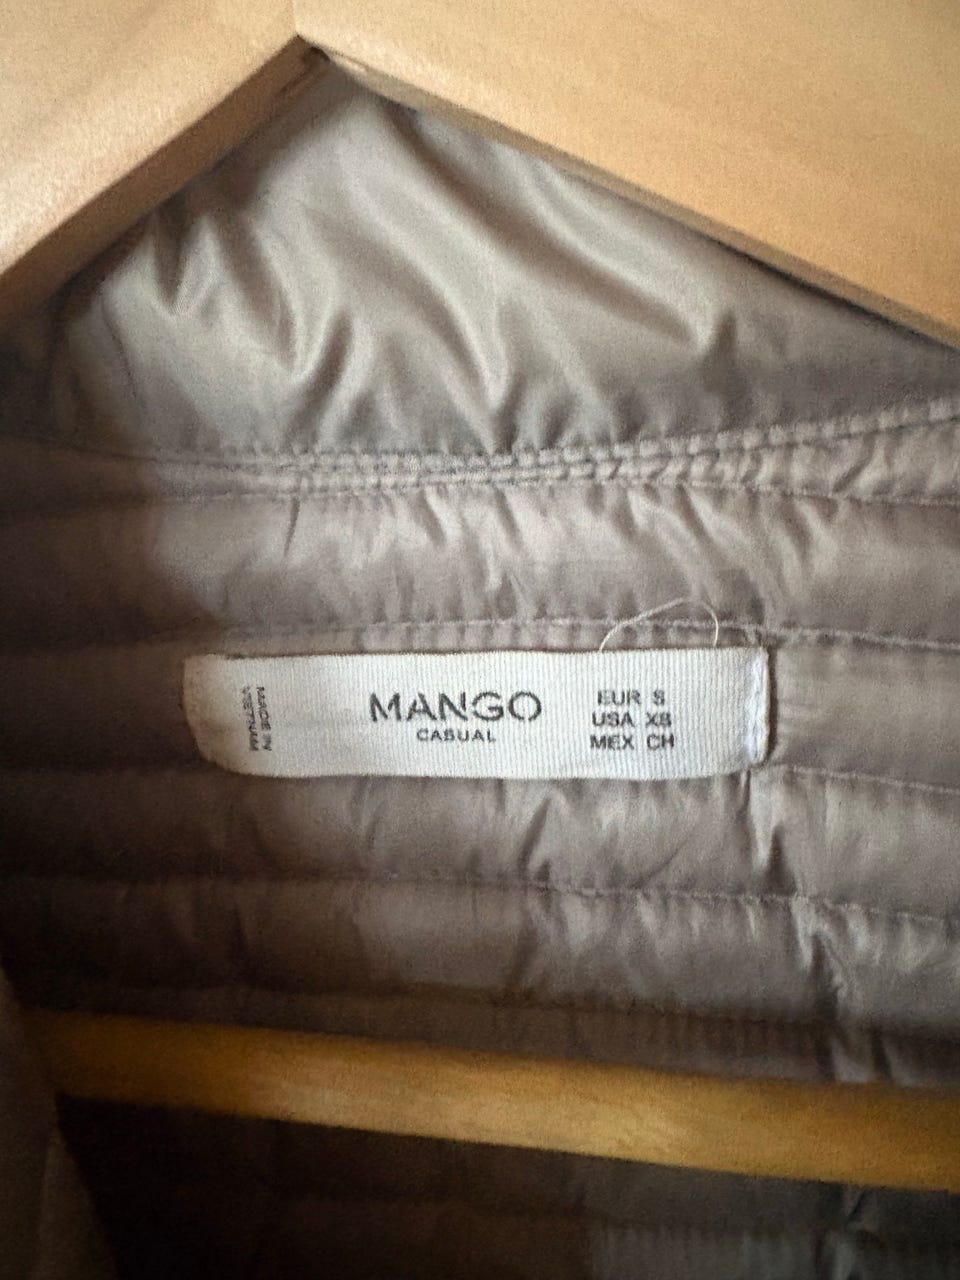 MADE IN
VIETNAM
MANGO
CASUAL
EUR S
USA XS
MEX CH